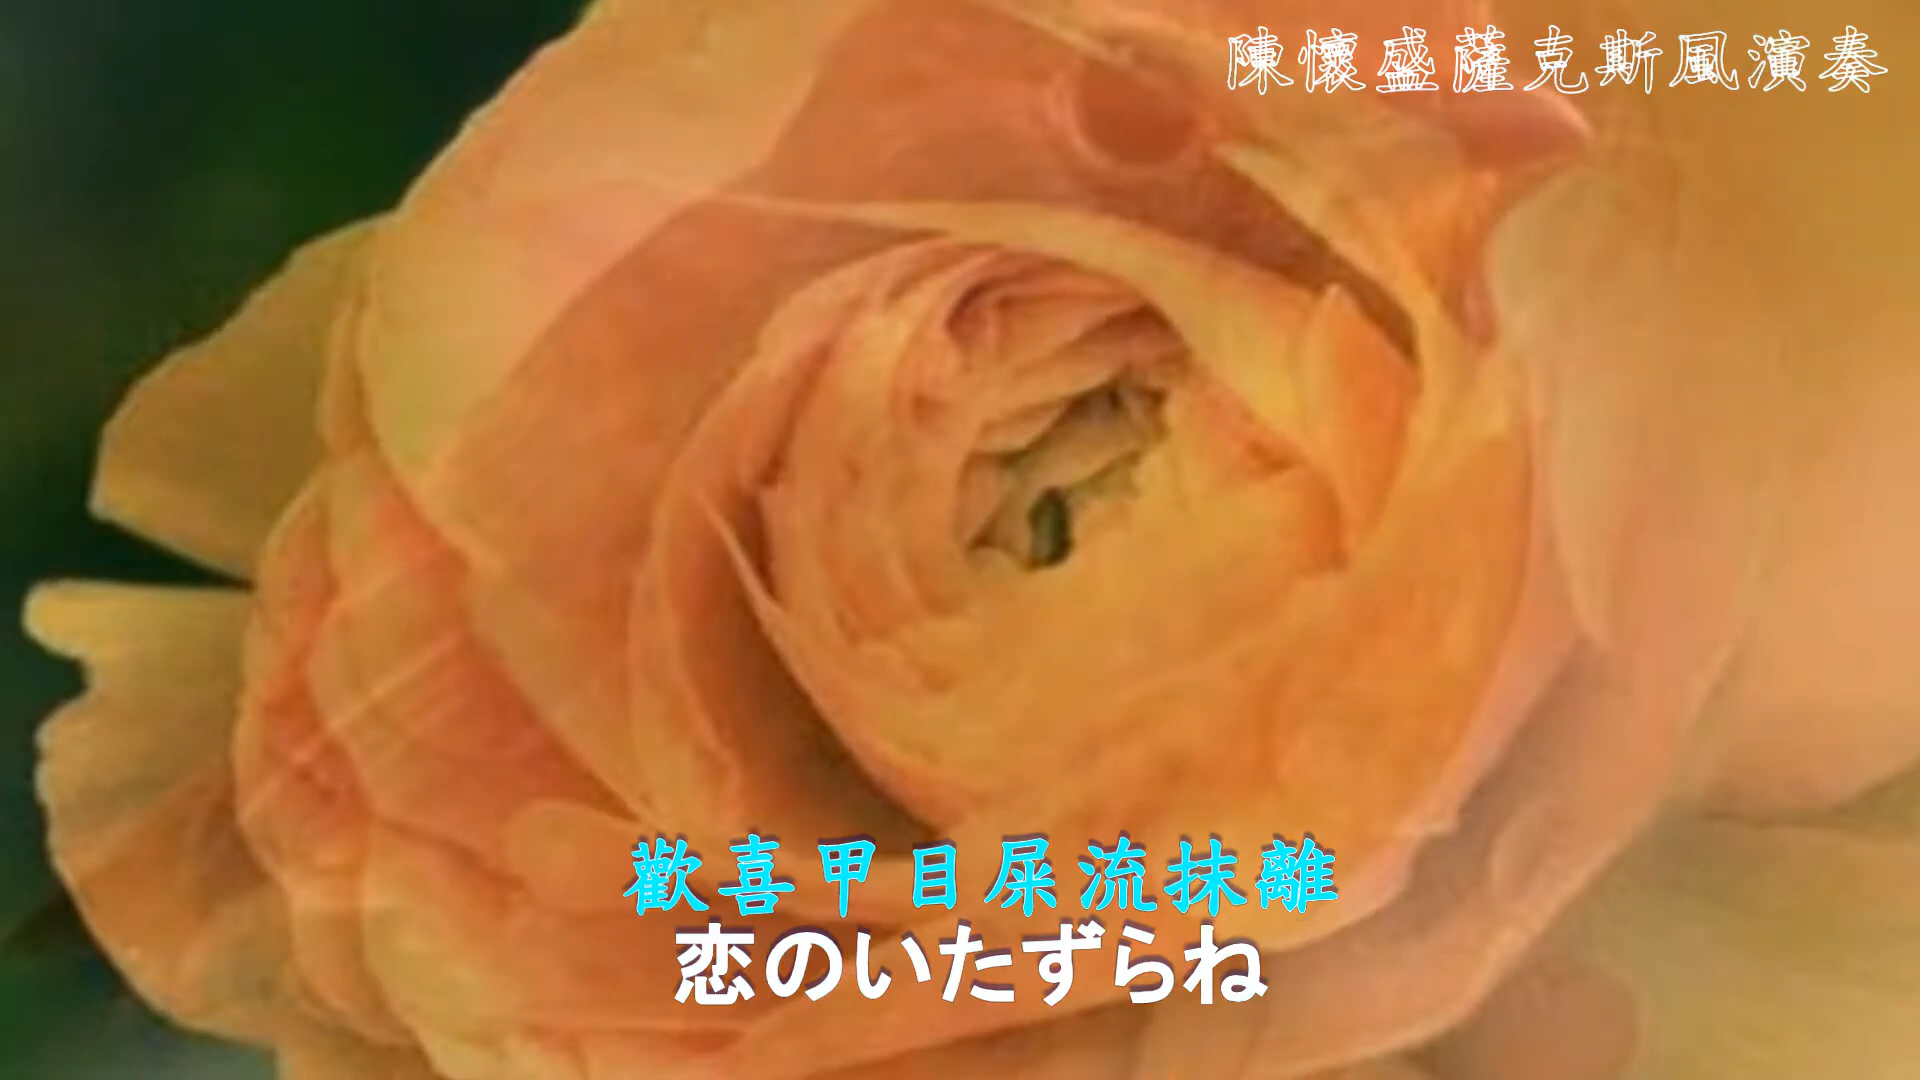 陳懷盛薩克斯風演奏
歡喜甲目屎流抹離
恋のいたずらね